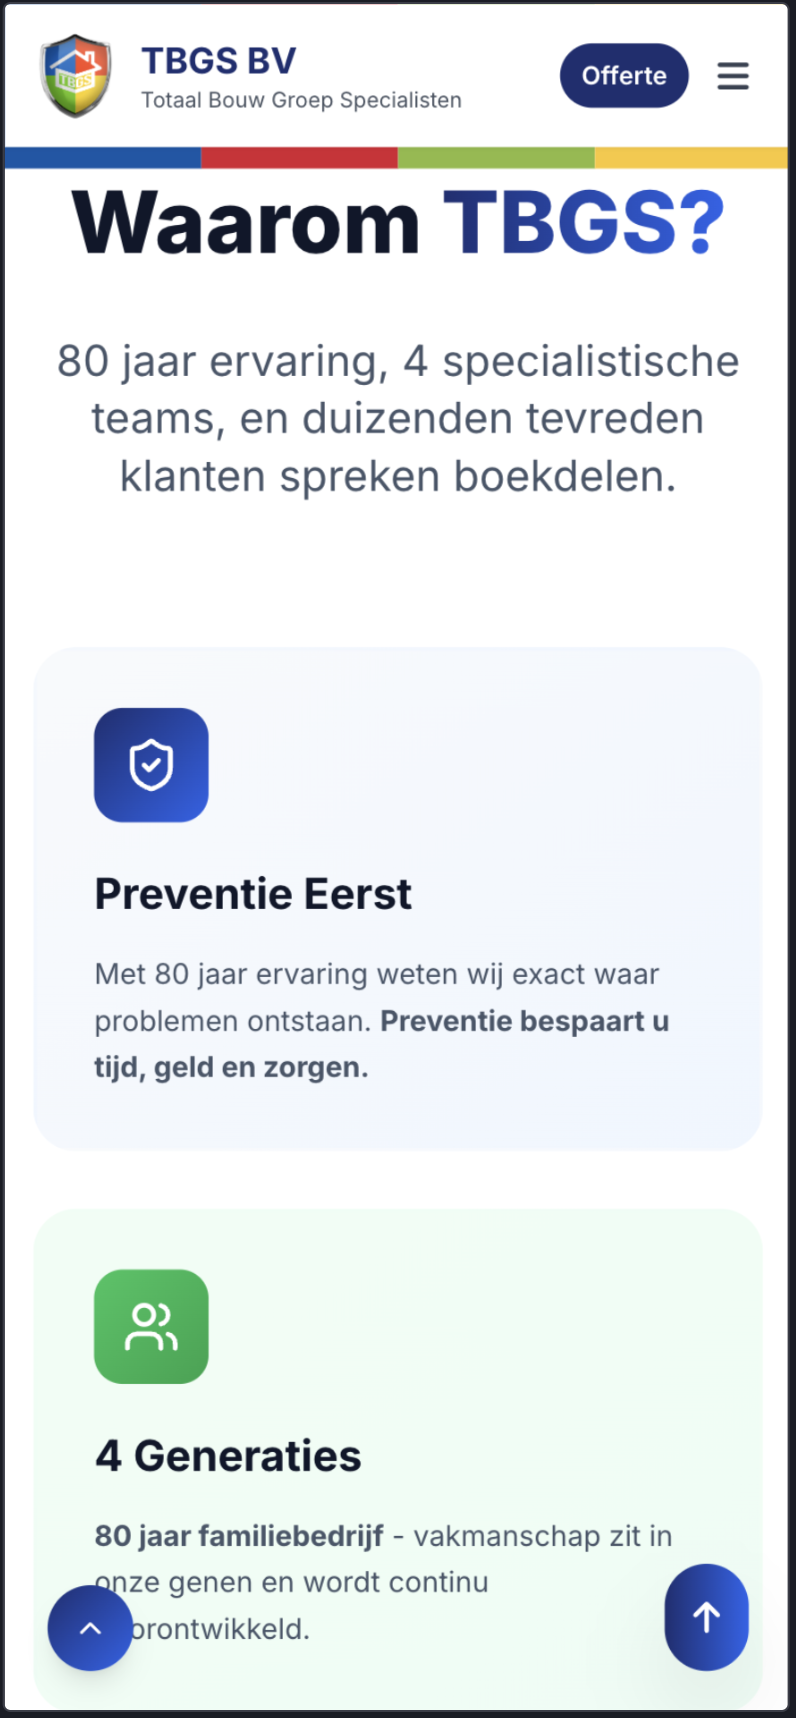 TBGS
TBGS BV
Totaal Bouw Groep Specialisten
Offerte
Waarom TBGS?
80 jaar ervaring, 4 specialistische
teams, en duizenden tevreden
klanten spreken boekdelen.
Preventie Eerst
Met 80 jaar ervaring weten wij exact waar
problemen ontstaan. Preventie bespaart u
tijd, geld en zorgen.
4 Generaties
80 jaar familiebedrijf - vakmanschap zit in
onze genen en wordt continu
orontwikkeld.